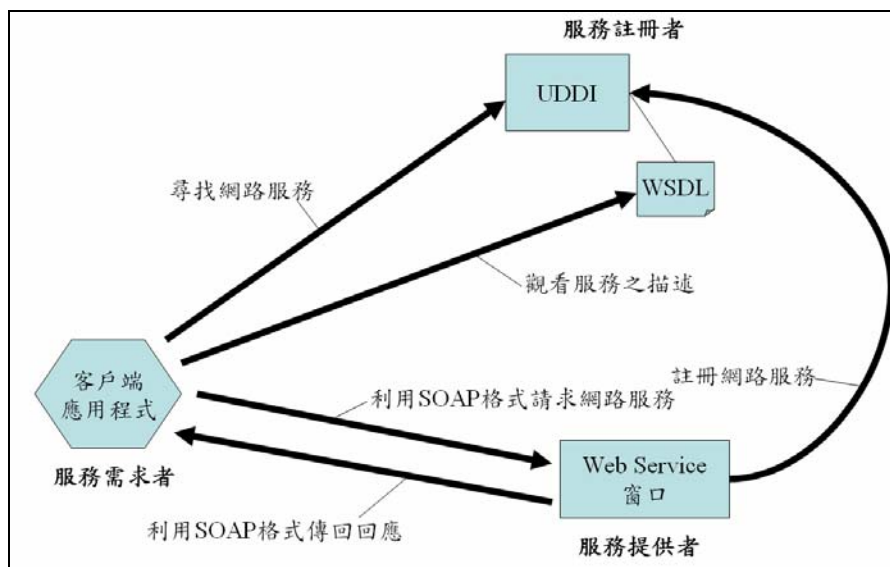 服務註冊者
UDDI
WSDL
尋找網路服務
觀看服務之描述
客戶端
應用程式
服務需求者
註冊網路服務
利用SOAP格式請求網路服務
Web Service
窗口
利用SOAP格式傳回回應
服務提供者